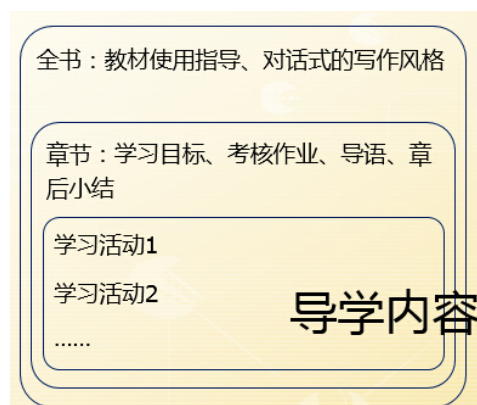 全书：教材使用指导、对话式的写作风格
章节：学习目标、考核作业、导语、章
后小结
学习活动1
学习活动2
导学内容
……